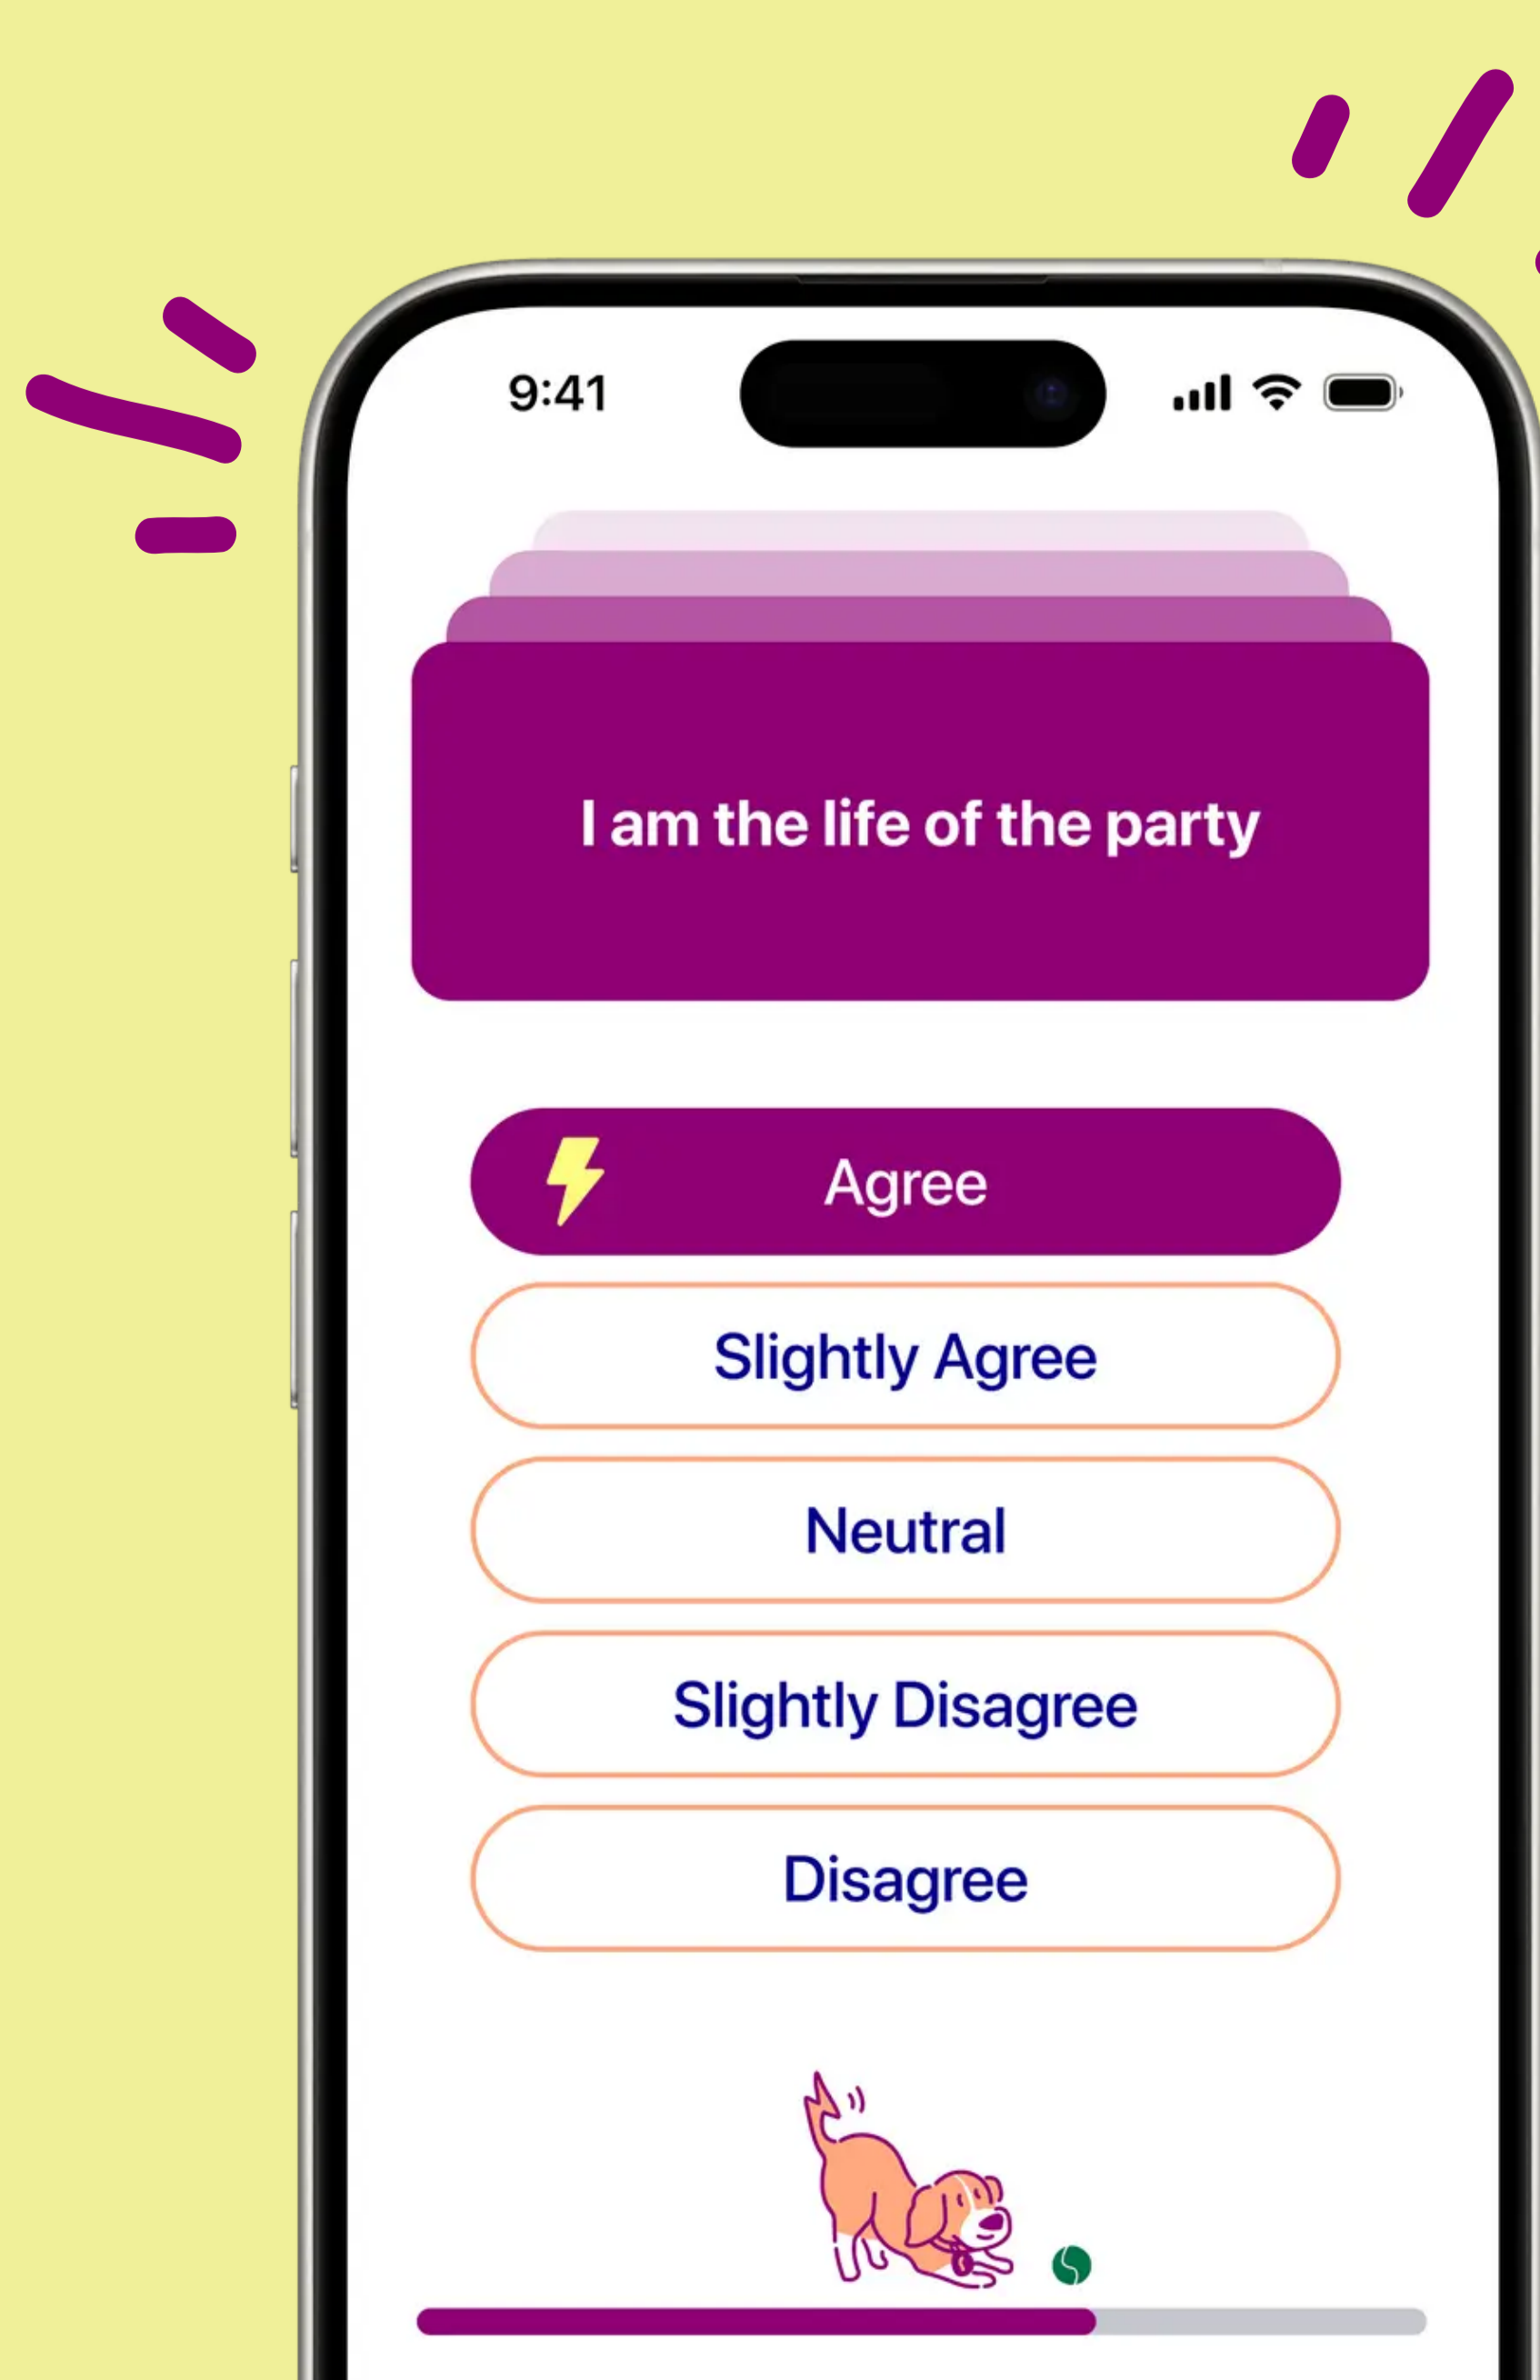 9:41
I am the life of the party
Agree
Slightly Agree
Neutral
Slightly Disagree
Disagree